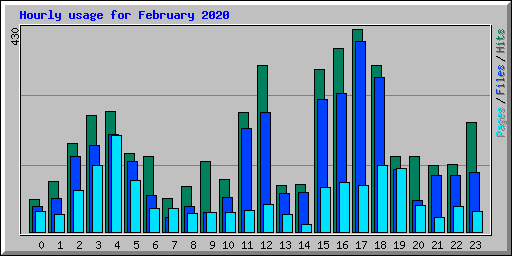 Hourly usage for February 2020
430
Pages / Files / Hits
0 1 2 3 4 5 6 7 8 9 10 11 12 13 14 15 16 17 18 19 20 21 22 23